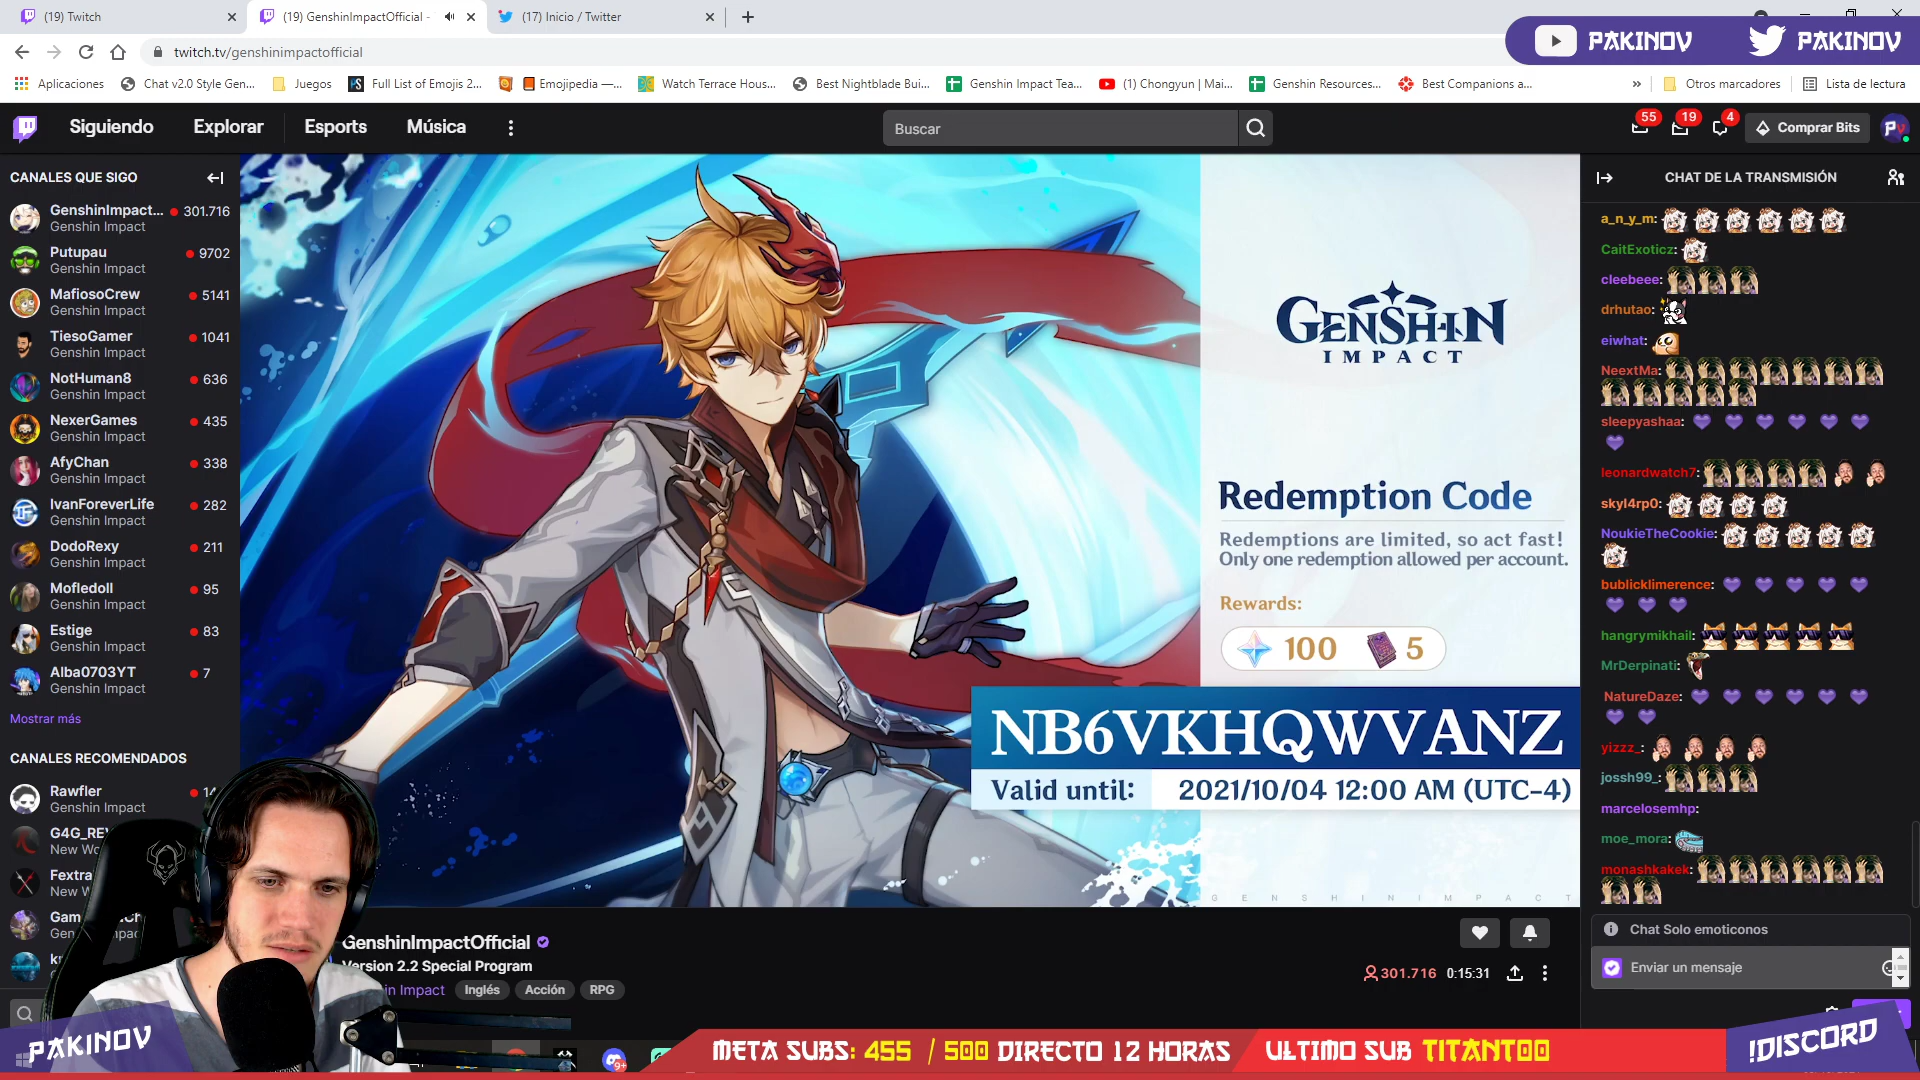 (19) Twitch
(19) GenshinImpactOfficial -
(17) Inicio / Twitter
twitch.tv/genshinimpactofficial
PAKINOV
PAKINOV
Aplicaciones
Chat v2.0 Style Gen...
Juegos
Full List of Emojis 2...
Emojipedia —...
Watch Terrace Hous...
Best Nightblade Bui...
Genshin Impact Tea...
(1) Chongyun | Mai...
Genshin Resources...
Best Companions a...
»
Otros marcadores
Lista de lectura
Siguiendo
Explorar
Esports
Música
Buscar
55
19
4
Comprar Bits
CANALES QUE SIGO
GenshinImpact...
301.716
Genshin Impact
Putupau
9702
Genshin Impact
MafiosoCrew
5141
Genshin Impact
TiesoGamer
1041
Genshin Impact
NotHuman8
636
Genshin Impact
NexerGames
435
Genshin Impact
AfyChan
338
Genshin Impact
IvanForeverLife
282
Genshin Impact
DodoRexy
211
Genshin Impact
Mofledoll
95
Genshin Impact
Estige
83
Genshin Impact
Alba0703YT
7
Genshin Impact
Mostrar más
CANALES RECOMENDADOS
Rawfler
Genshin Impact
New
Fextra
New
GENSHIN
IMPACT
Redemption Code
Redemptions are limited, so act fast!
Only one redemption allowed per account.
Rewards:
100
5
NB6VKHQWVANZ
Valid until:
2021/10/04 12:00 AM (UTC-4)
GENSHINIMPACT
GenshinImpactOfficial
Version 2.2 Special Program
Impact
Inglés
Acción
RPG
301.716
0:15:31
CHAT DE LA TRANSMISIÓN
a_n_y_m:
CaitExoticz:
cleebeee:
drhutao:
eiwhat:
NeextMa:
sleepyashaa:
leonardwatch7:
skyl4rp0:
NoukieTheCookie:
bublicklimerence:
hangrymikhail:
MrDerpinati:
NatureDaze:
yizzz_:
jossh99_:
marcelosemhp:
moe_mora:
monashkakek:
Chat Solo emoticonos
Enviar un mensaje
PAKINOV
9+
META SUBS: 455 / 500 DIRECTO 12 HORAS
ULTIMO SUB TITANT00
!DISCORD